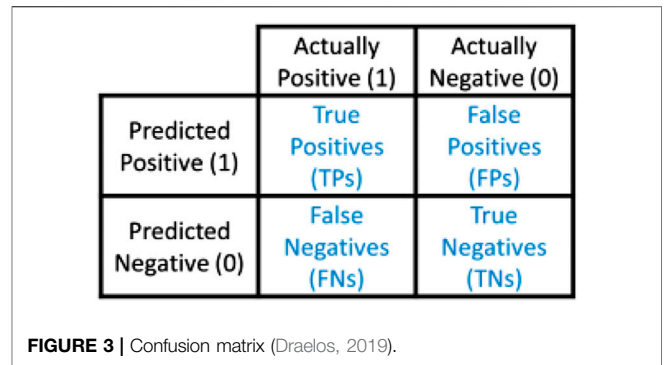 Actually Actually
Positive (1) Negative (0)
Predicted
Positive (1)
True
Positives
(TPs)
False
Positives
(FPs)
Predicted
Negative (0)
False
Negatives
(FNs)
True
Negatives
(TNs)
FIGURE 3 | Confusion matrix (Draelos, 2019).